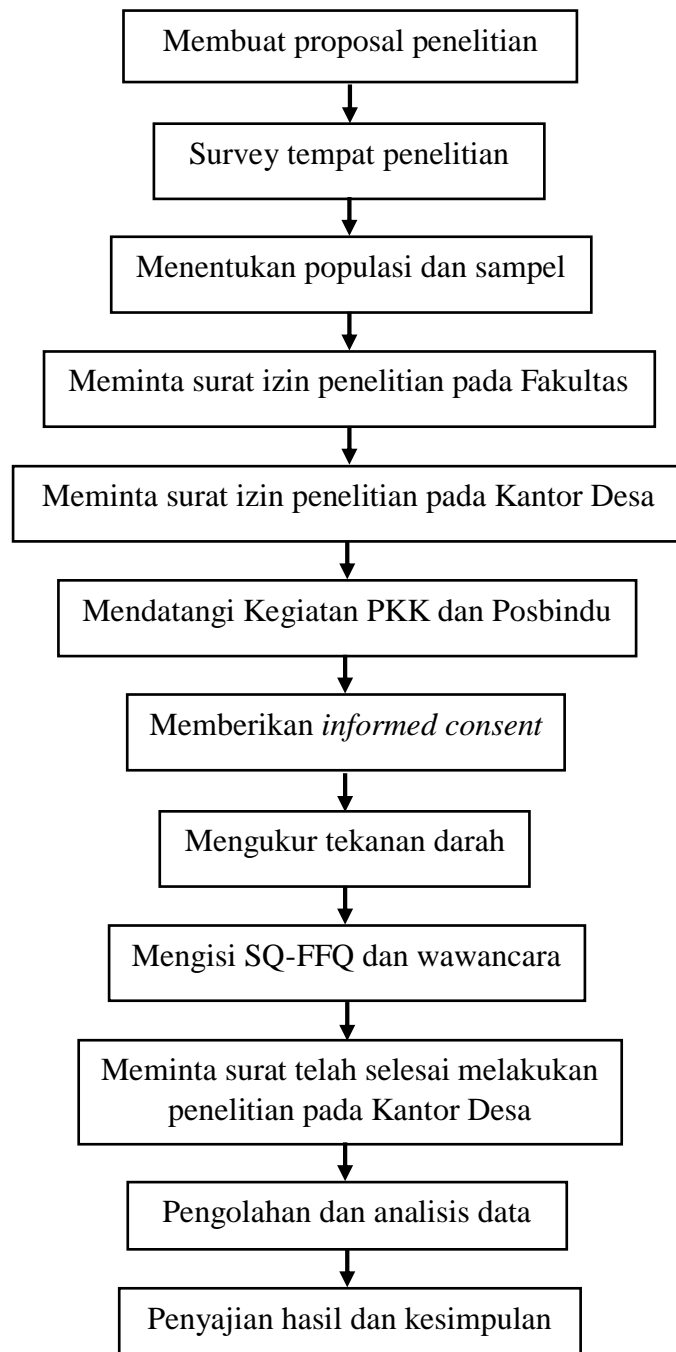 Membuat proposal penelitian
Survey tempat penelitian
Menentukan populasi dan sampel
Meminta surat izin penelitian pada Fakultas
Meminta surat izin penelitian pada Kantor Desa
Mendatangi Kegiatan PKK dan Posbindu
Memberikan informed consent
Mengukur tekanan darah
Mengisi SQ-FFQ dan wawancara
Meminta surat telah selesai melakukan
penelitian pada Kantor Desa
Pengolahan dan analisis data
Penyajian hasil dan kesimpulan